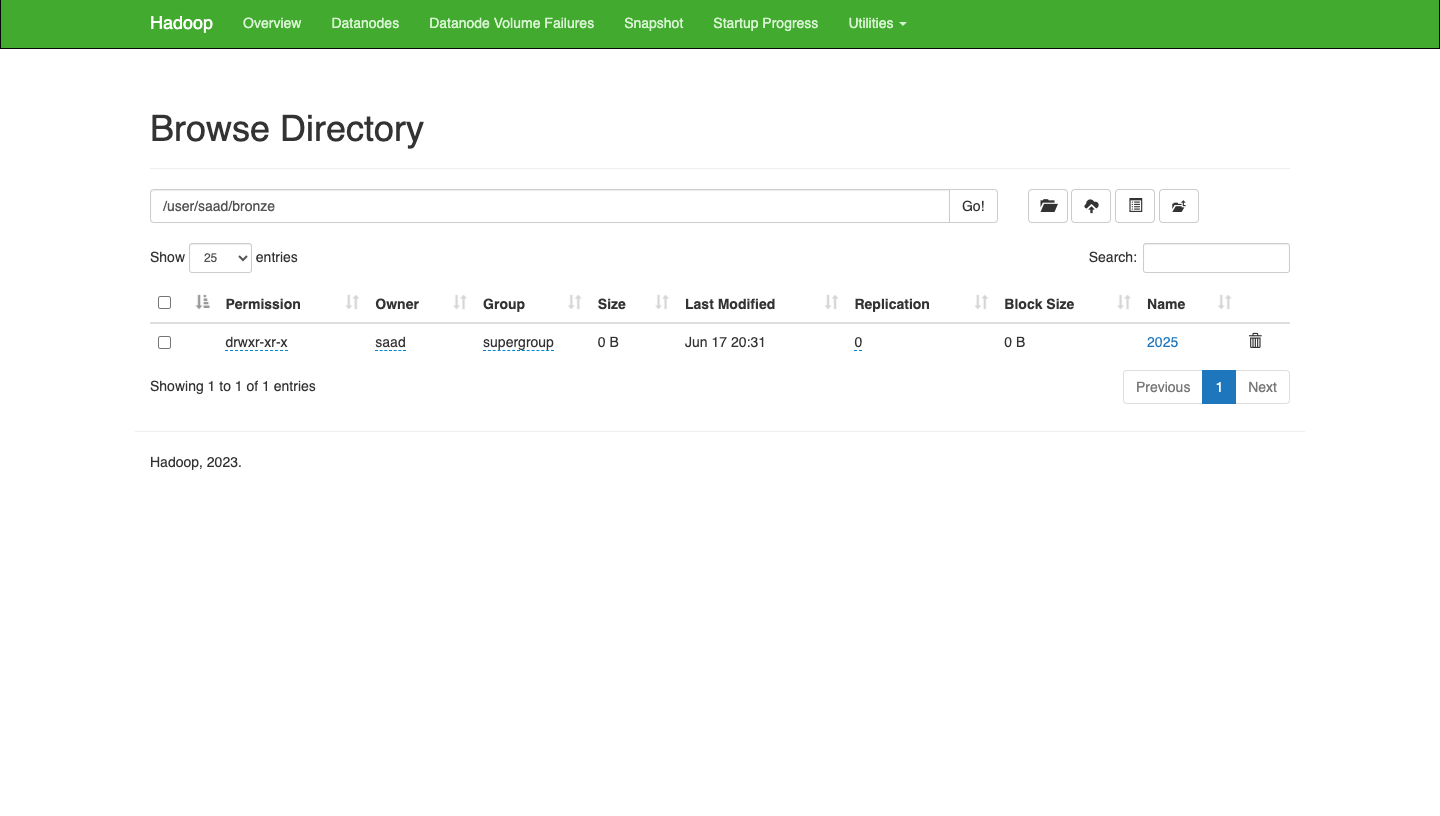 Hadoop Overview Datanodes Datanode Volume Failures Snapshot Startup Progress Utilities
Browse Directory
/user/saad/bronze Go!
Show 25 entries Search:
Permission Owner Group Size Last Modified Replication Block Size Name
drwxr-xr-x saad supergroup 0 B Jun 17 20:31 0 0 B 2025
Showing 1 to 1 of 1 entries Previous 1 Next
Hadoop, 2023.